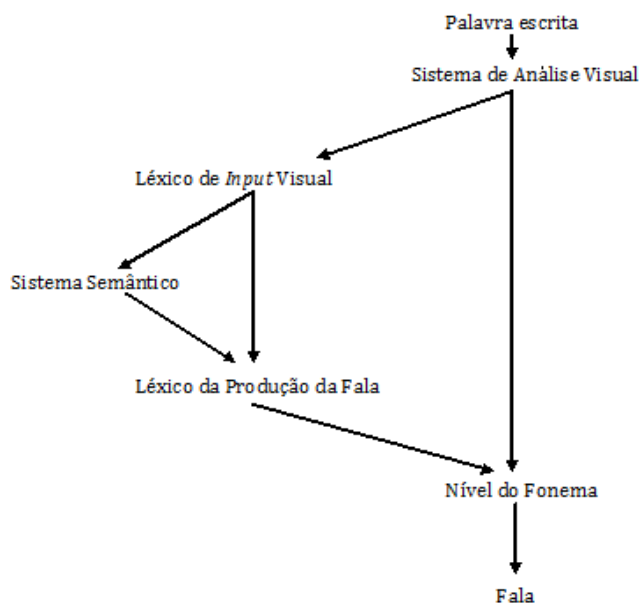 Palavra escrita
Sistema de Análise Visual
Léxico de Input Visual
Sistema Semântico
Léxico da Produção da Fala
Nível do Fonema
Fala